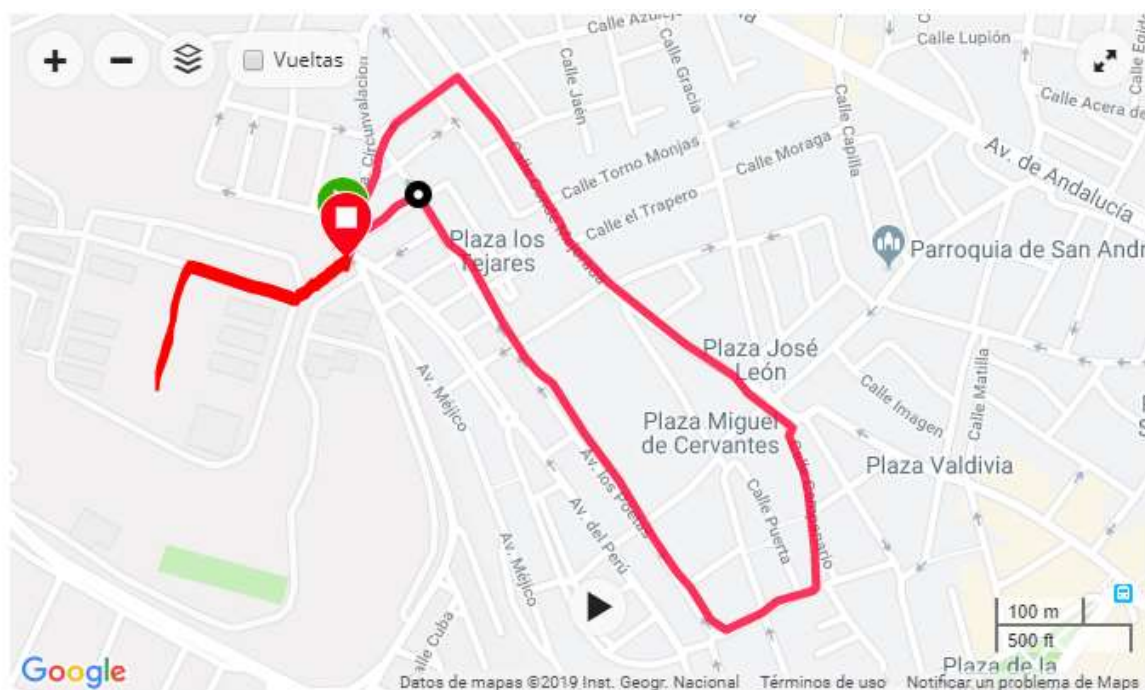 Calle Azulejo
Calle Lupión
Vueltas
Calle Jaén
Calle Gracia
Circunvalacion
Calle Capilla
Calle Acera de
Av. de Andalucía
Calle Torno Monjas
Calle Moraga
Calle el Trapero
Plaza los
Tejares
Parroquia de San Andr
Plaza José
León
Calle Matilla
Calle Imagen
Av. Méjico
Plaza Miguel
de Cervantes
Calle Campanario
Plaza Valdivia
Av. los Poetas
Calle Puerta
Av. del Perú
Av. Méjico
Calle Cuba
100 m
500 ft
Plaza de la
Google
Datos de mapas ©2019 Inst. Geogr. Nacional
Términos de uso
Notificar un problema de Maps